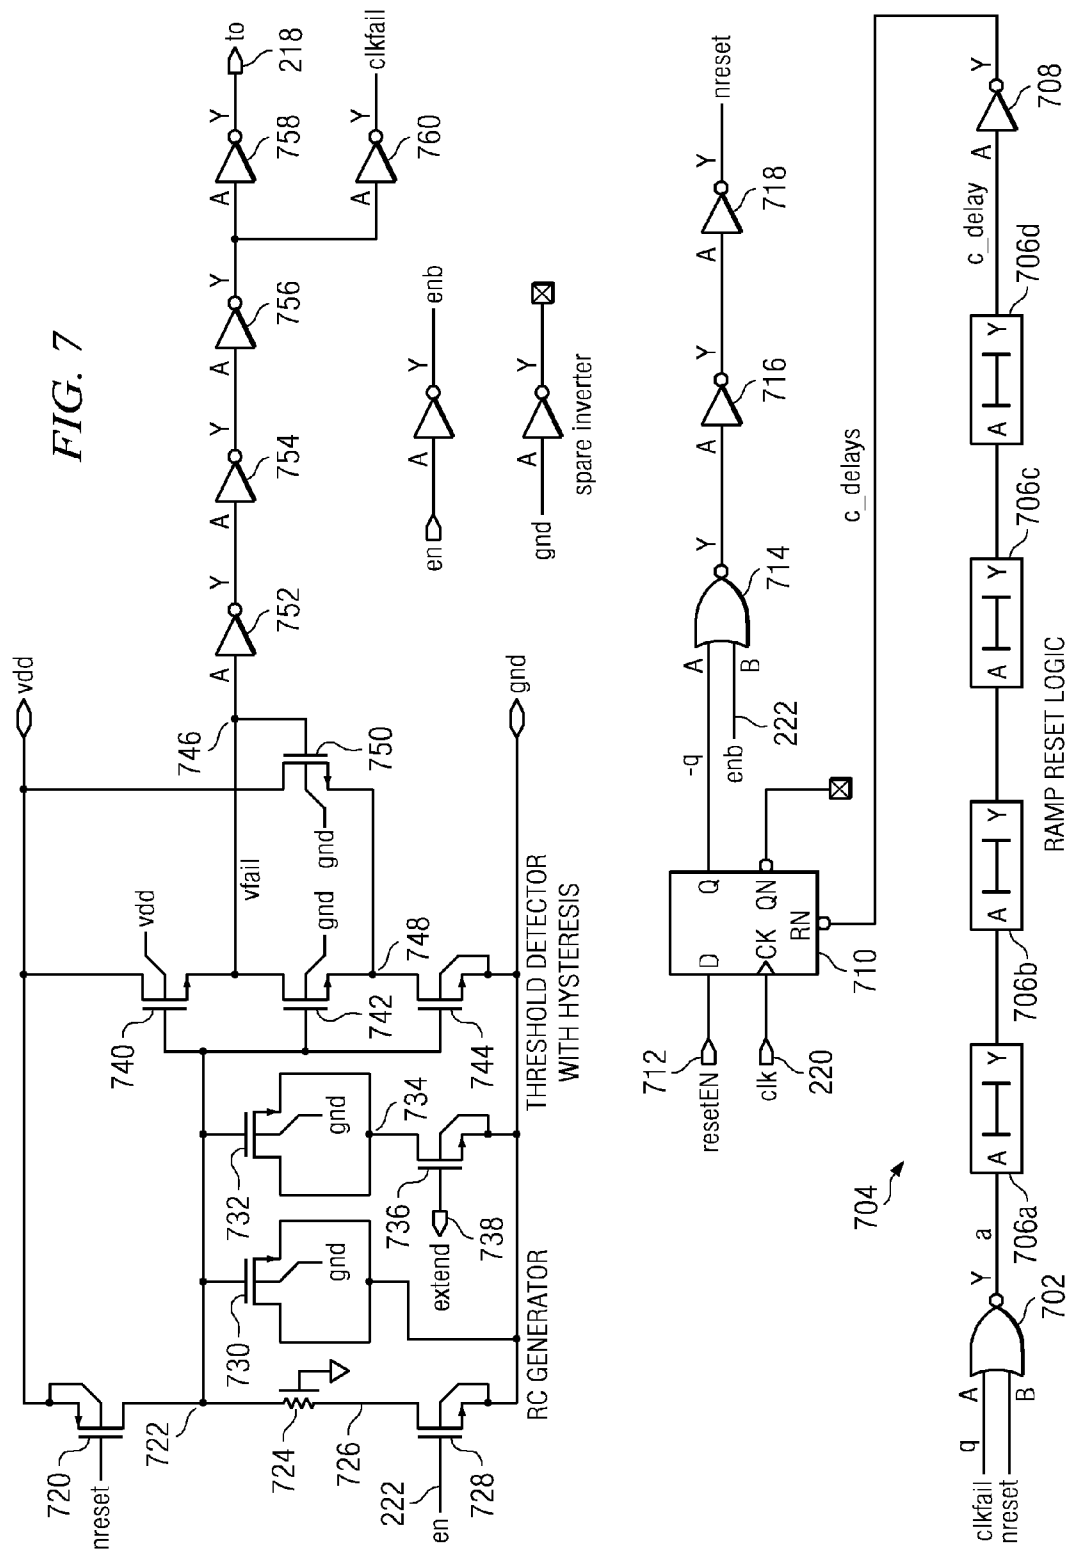 FIG. 7
vdd
720
nreset
722
724
726
222
en
728
730
gnd
732
gnd
734
736
extend
738
RC GENERATOR
740
vdd
vfail
746
742
gnd
744
748
gnd
750
gnd
THRESHOLD DETECTOR
WITH HYSTERESIS
A
Y
752
A
Y
754
A
Y
756
A
Y
758
to
218
A
Y
760
clkfail
en
A
Y
enb
gnd
A
Y
spare inverter
704
712
resetEN
clk
220
D
Q
CK
QN
RN
710
-q
enb
222
A
B
Y
714
A
Y
716
A
Y
718
nreset
c_delays
clkfail
nreset
q
A
B
Y
702
a
A
Y
706a
A
Y
706b
A
Y
706c
A
Y
706d
c_delay
A
Y
708
RAMP RESET LOGIC